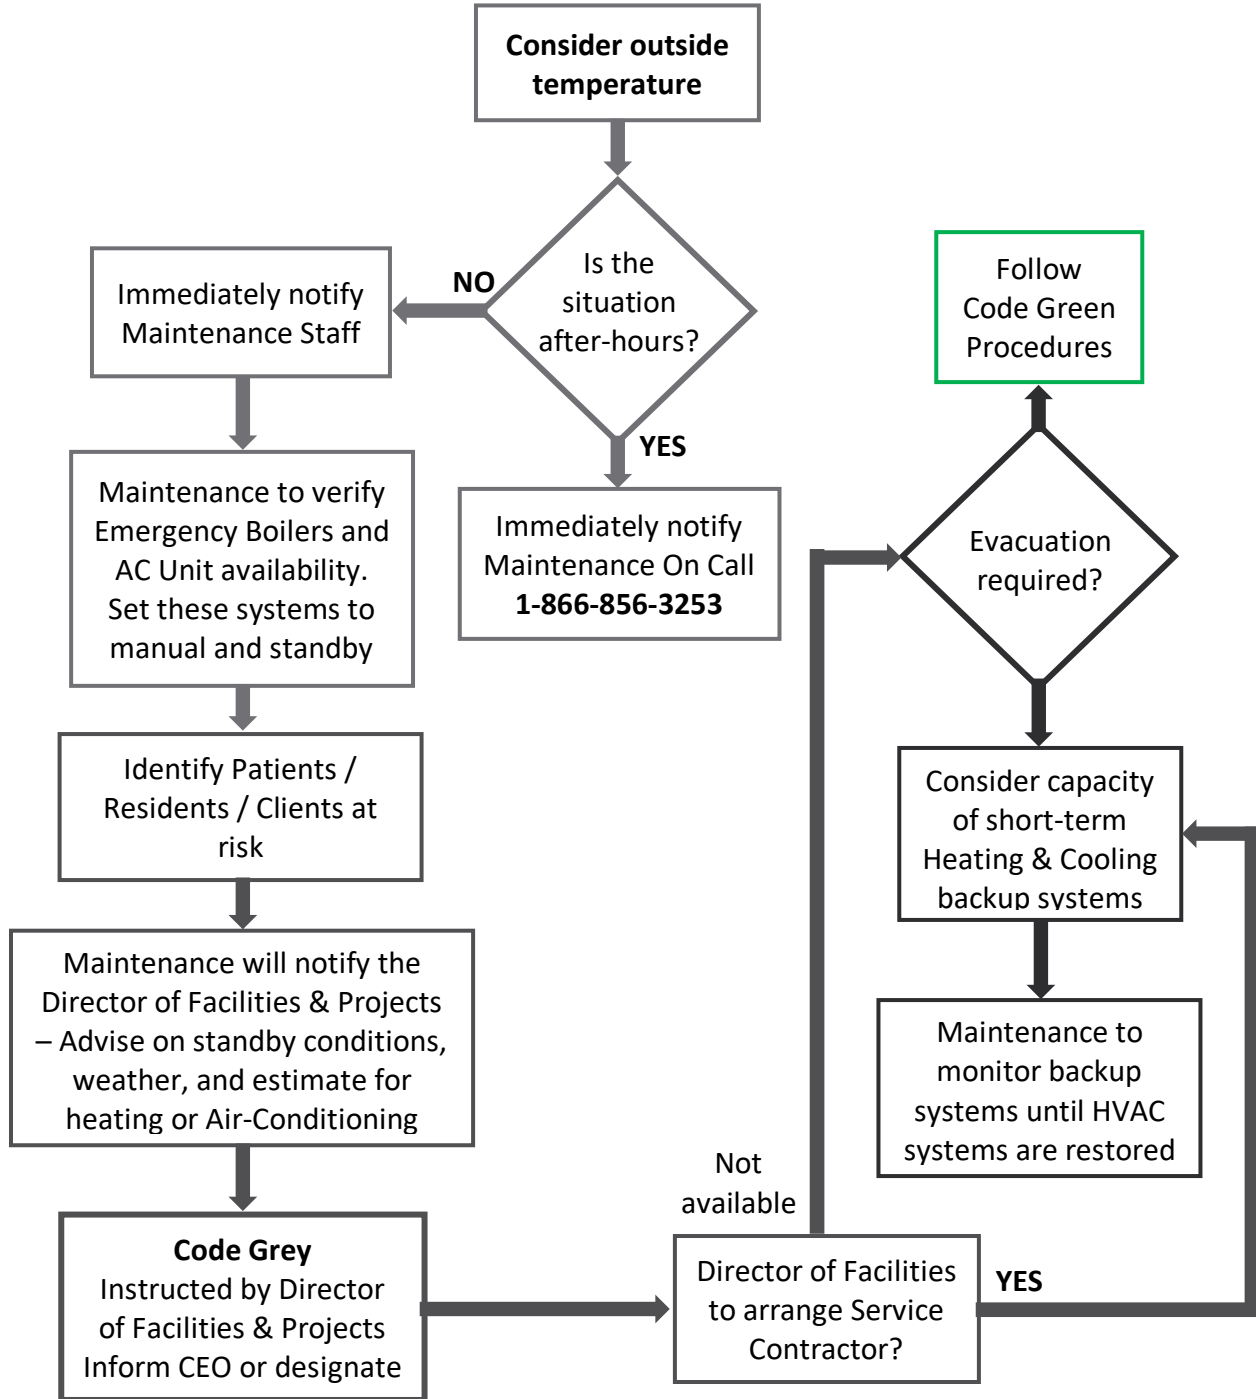 Consider outside
temperature
Is the
situation
after-hours?
NO
YES
Immediately notify
Maintenance Staff
Immediately notify
Maintenance On Call
1-866-856-3253
Maintenance to verify
Emergency Boilers and
AC Unit availability.
Set these systems to
manual and standby
Identify Patients /
Residents / Clients at
risk
Maintenance will notify the
Director of Facilities & Projects
– Advise on standby conditions,
weather, and estimate for
heating or Air-Conditioning
Code Grey
Instructed by Director
of Facilities & Projects
Inform CEO or designate
Director of Facilities
to arrange Service
Contractor?
Not
available
YES
Evacuation
required?
Follow
Code Green
Procedures
Consider capacity
of short-term
Heating & Cooling
backup systems
Maintenance to
monitor backup
systems until HVAC
systems are restored